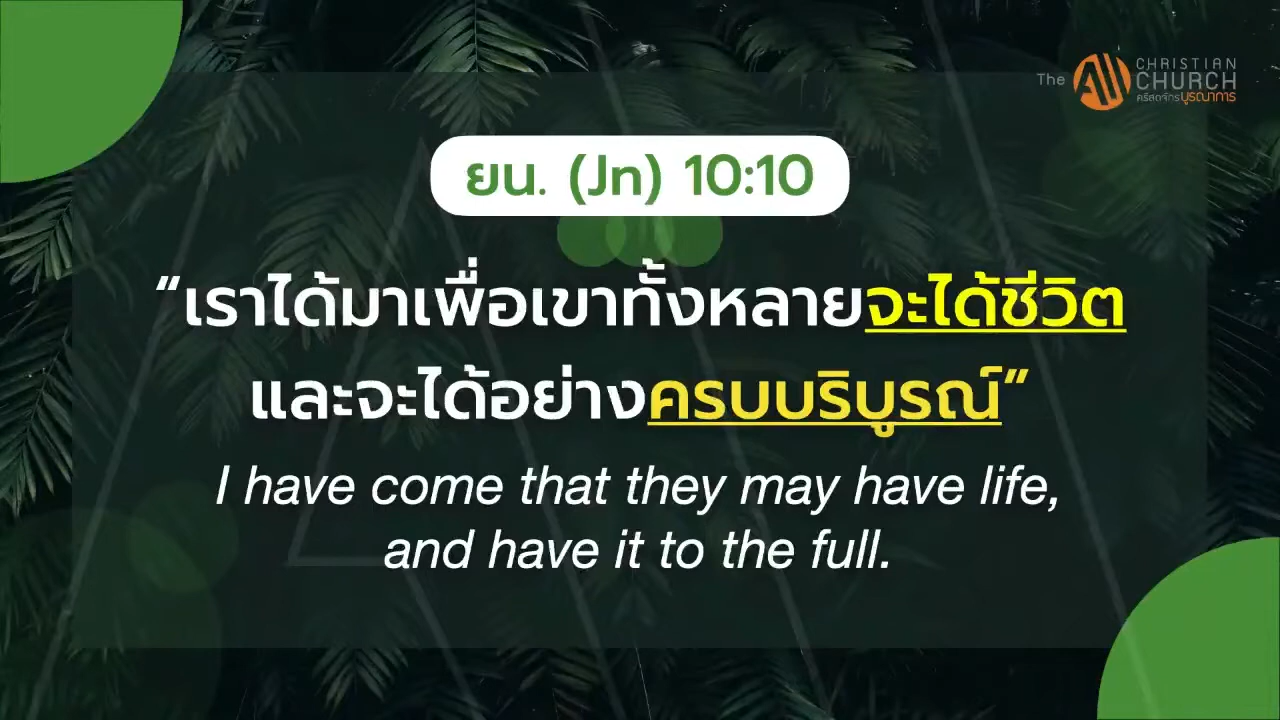 The All CHRISTIAN
CHURCH
คริสตจักรบูรณาการ
ยน. (Jn) 10:10
“เราได้มาเพื่อเขาทั้งหลายจะได้ชีวิต
และจะได้อย่างครบบริบูรณ์”
I have come that they may have life,
and have it to the full.